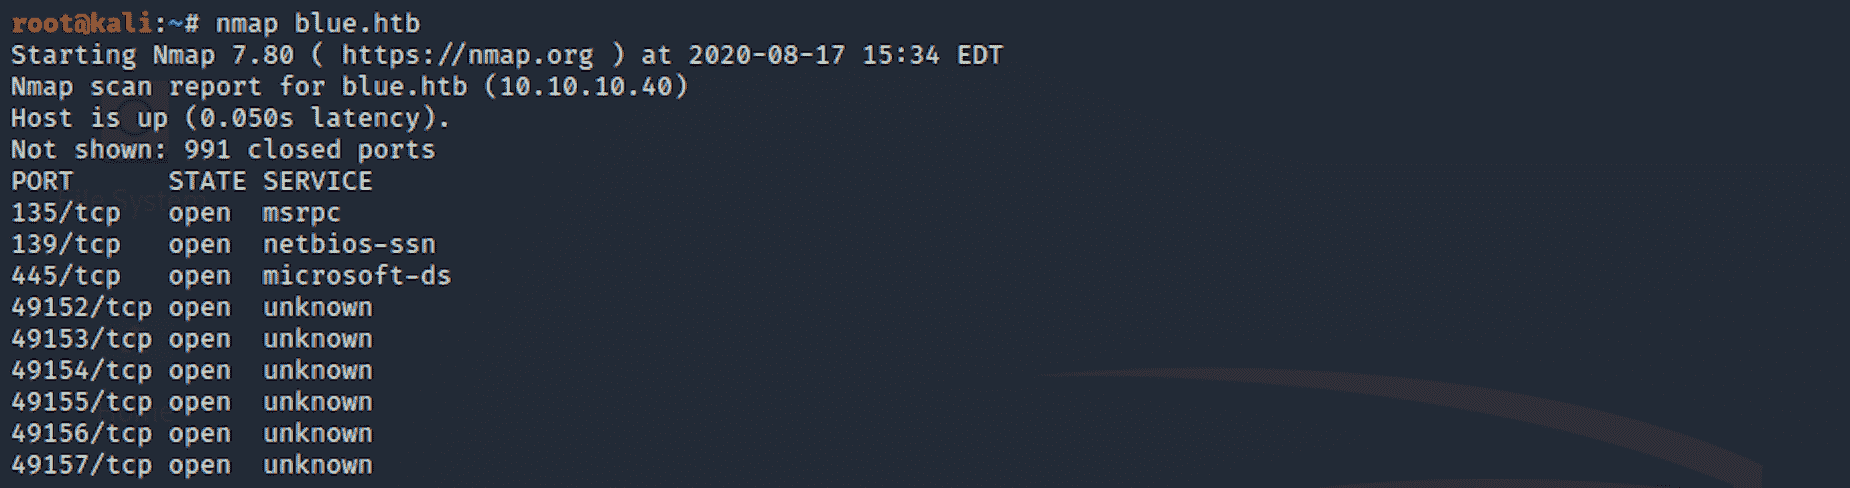 root@kali:~# nmap blue.htb
Starting Nmap 7.80 ( https://nmap.org ) at 2020-08-17 15:34 EDT
Nmap scan report for blue.htb (10.10.10.40)
Host is up (0.050s latency).
Not shown: 991 closed ports
PORT      STATE SERVICE
135/tcp   open  msrpc
139/tcp   open  netbios-ssn
445/tcp   open  microsoft-ds
49152/tcp open  unknown
49153/tcp open  unknown
49154/tcp open  unknown
49155/tcp open  unknown
49156/tcp open  unknown
49157/tcp open  unknown